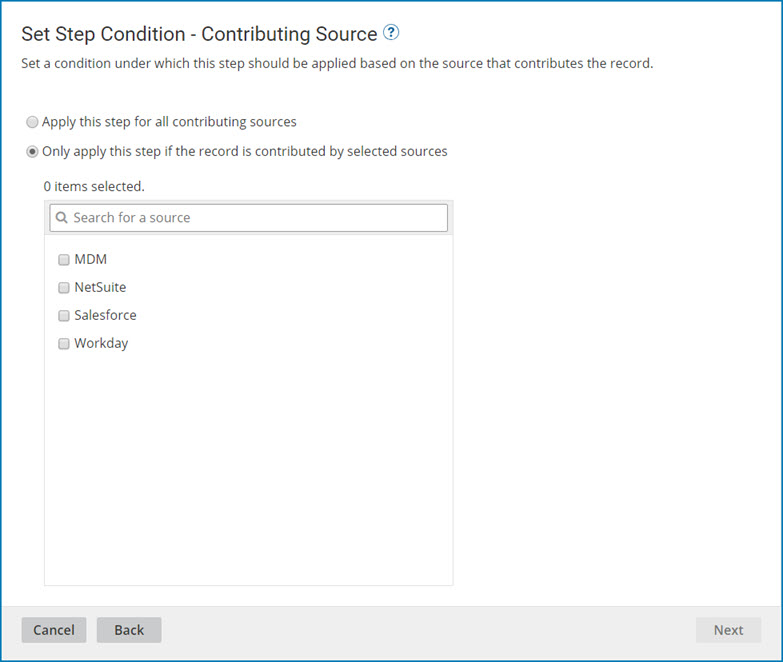 Set Step Condition - Contributing Source ?
Set a condition under which this step should be applied based on the source that contributes the record.
Apply this step for all contributing sources
Only apply this step if the record is contributed by selected sources
0 items selected.
Search for a source
MDM
NetSuite
Salesforce
Workday
Cancel Back Next